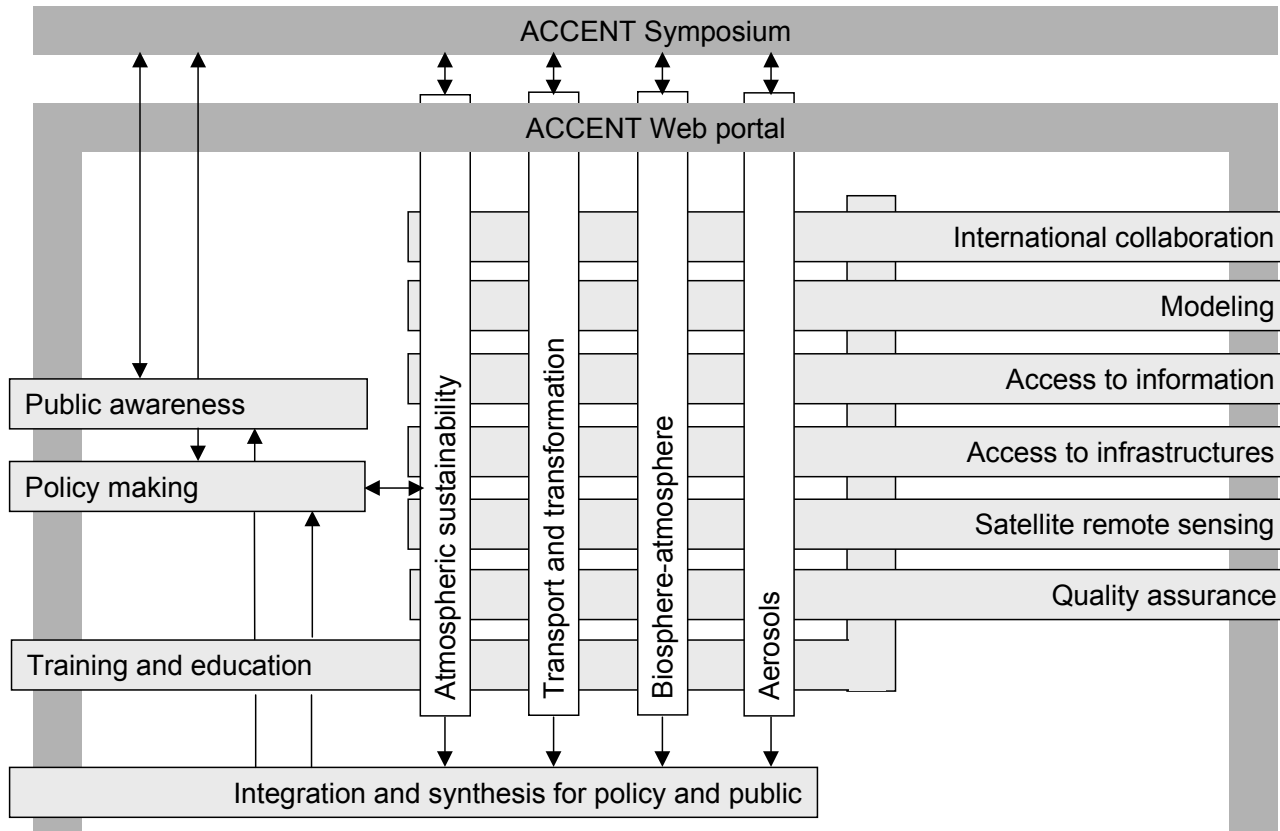 ACCENT Symposium
ACCENT Web portal
International collaboration
Modeling
Access to information
Access to infrastructures
Satellite remote sensing
Quality assurance
Public awareness
Policy making
Training and education
Atmospheric sustainability
Transport and transformation
Biosphere-atmosphere
Aerosols
Integration and synthesis for policy and public